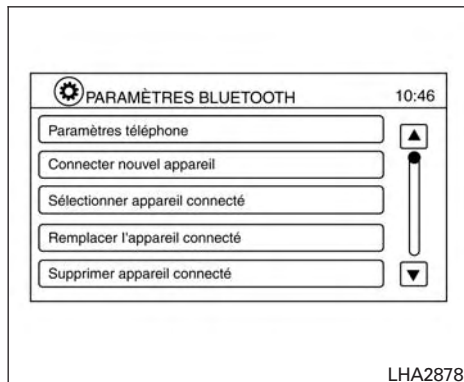 PARAMÈTRES BLUETOOTH 10:46
Paramètres téléphone
Connecter nouvel appareil
Sélectionner appareil connecté
Remplacer l'appareil connecté
Supprimer appareil connecté
LHA2878